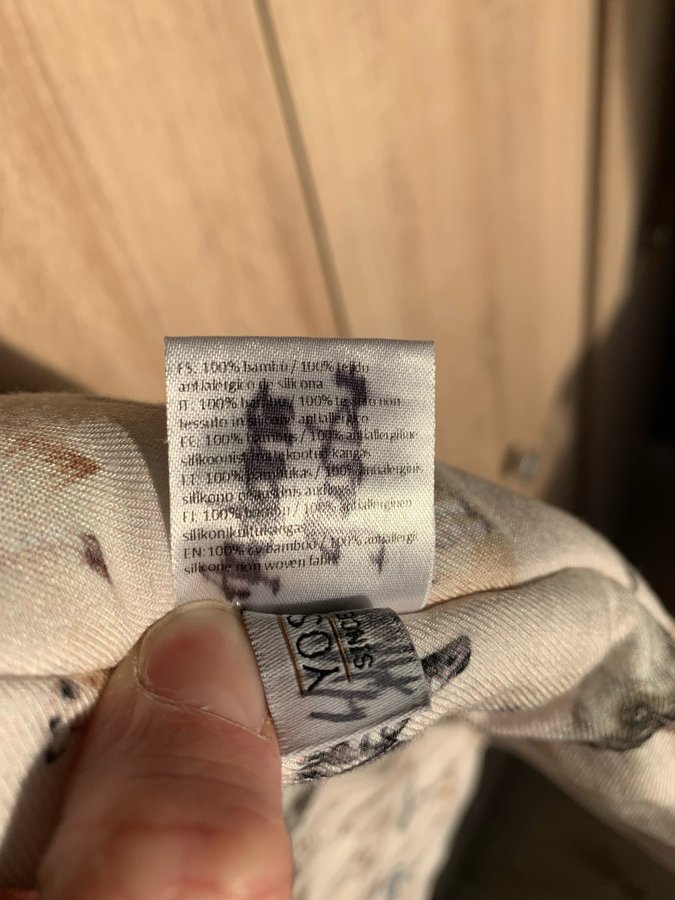 ES: 100% bambú / 100% tejido
antialérgico de silicona
IT: 100% bambù / 100% tessuto non
tessuto in silicone antiallergico
EE: 100% bambus / 100% antiallergiline
silikoonist kootud kangas
LT: 100% bambukas / 100% antialerginis
silikono neaustinis audinys
FI: 100% bambu / 100% antiallerginen
silikonikuitukangas
EN: 100% cv bamboo / 100% antiallergic
silicone non woven fabric
YOS